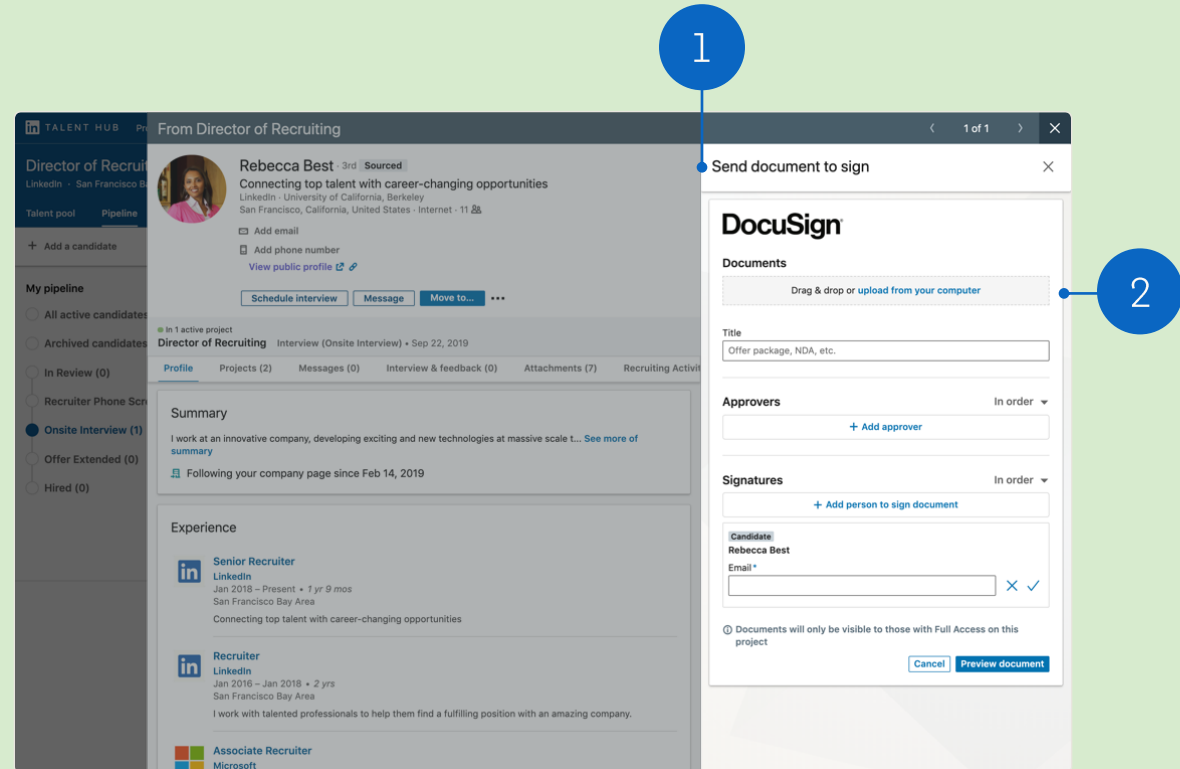 1
2
TALENT HUB
From Director of Recruiting
1 of 1
Director of Recruit
LinkedIn · San Francisco B
Talent pool
Pipeline
+ Add a candidate
My pipeline
All active candidates
Archived candidates
In Review (0)
Recruiter Phone Scr
Onsite Interview (1)
Offer Extended (0)
Hired (0)
Rebecca Best · 3rd Sourced
Connecting top talent with career-changing opportunities
LinkedIn · University of California, Berkeley
San Francisco, California, United States · Internet · 11
Add email
Add phone number
View public profile
Schedule interview
Message
Move to...
In 1 active project
Director of Recruiting Interview (Onsite Interview) • Sep 22, 2019
Profile
Projects (2)
Messages (0)
Interview & feedback (0)
Attachments (7)
Recruiting Activit
Summary
I work at an innovative company, developing exciting and new technologies at massive scale t... See more of
summary
Following your company page since Feb 14, 2019
Experience
in
Senior Recruiter
LinkedIn
Jan 2018 – Present • 1 yr 9 mos
San Francisco Bay Area
Connecting top talent with career-changing opportunities
in
Recruiter
LinkedIn
Jan 2016 – Jan 2018 • 2 yrs
San Francisco Bay Area
I work with talented professionals to help them find a fulfilling position with an amazing company.
Associate Recruiter
Microsoft
Send document to sign
DocuSign
Documents
Drag & drop or upload from your computer
Title
Offer package, NDA, etc.
Approvers
In order
+ Add approver
Signatures
In order
+ Add person to sign document
Candidate
Rebecca Best
Email*
Documents will only be visible to those with Full Access on this
project
Cancel
Preview document